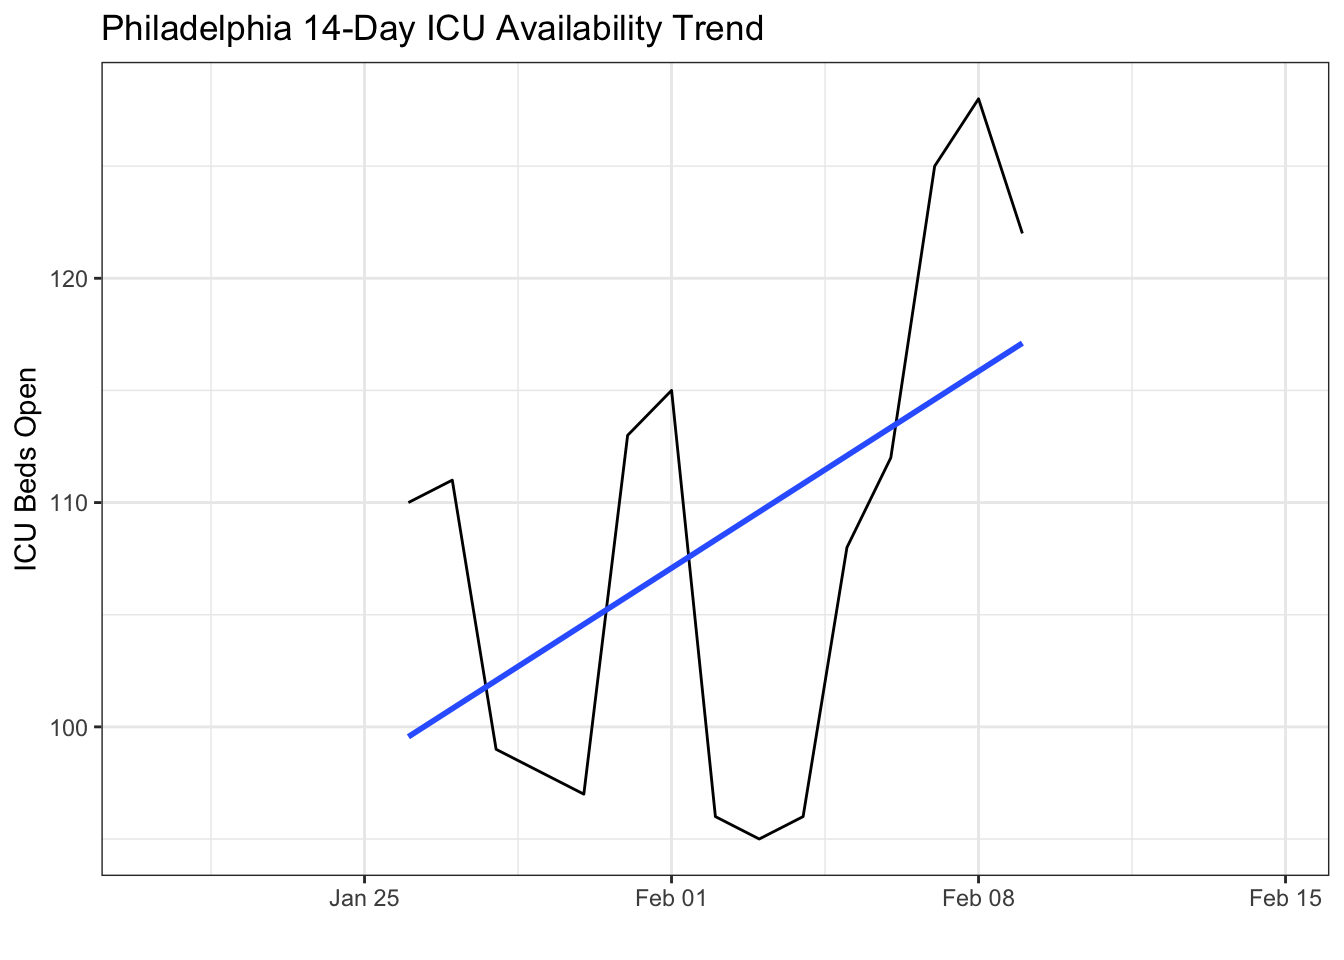 Philadelphia 14-Day ICU Availability Trend
ICU Beds Open
120
110
100
Jan 25
Feb 01
Feb 08
Feb 15